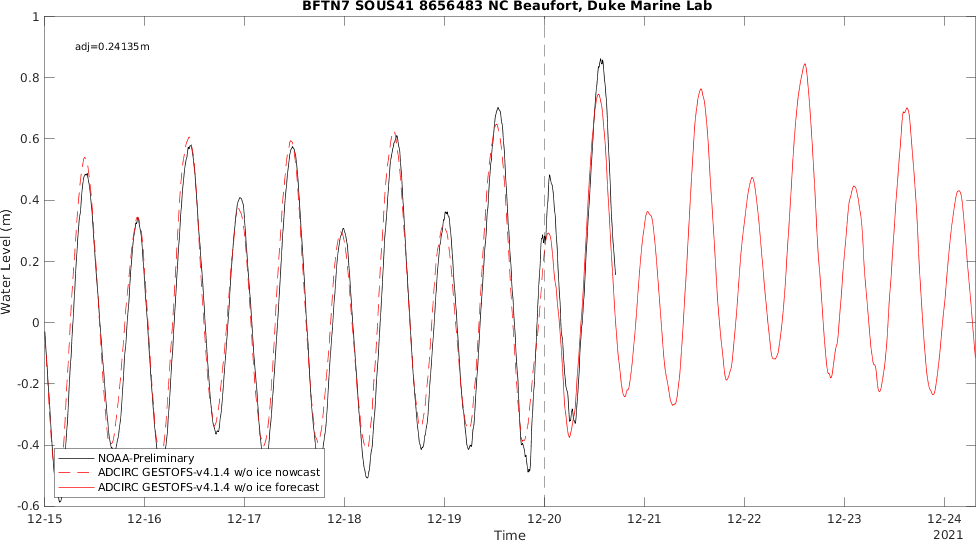 BFTN7 SOUS41 8656483 NC Beaufort, Duke Marine Lab
adj=0.24135m
1
0.8
0.6
0.4
0.2
0
-0.2
-0.4
-0.6
Water Level (m)
NOAA-Preliminary
ADCIRC GESTOFS-v4.1.4 w/o ice nowcast
ADCIRC GESTOFS-v4.1.4 w/o ice forecast
12-15 12-16 12-17 12-18 12-19 12-20 12-21 12-22 12-23 12-24
Time
2021